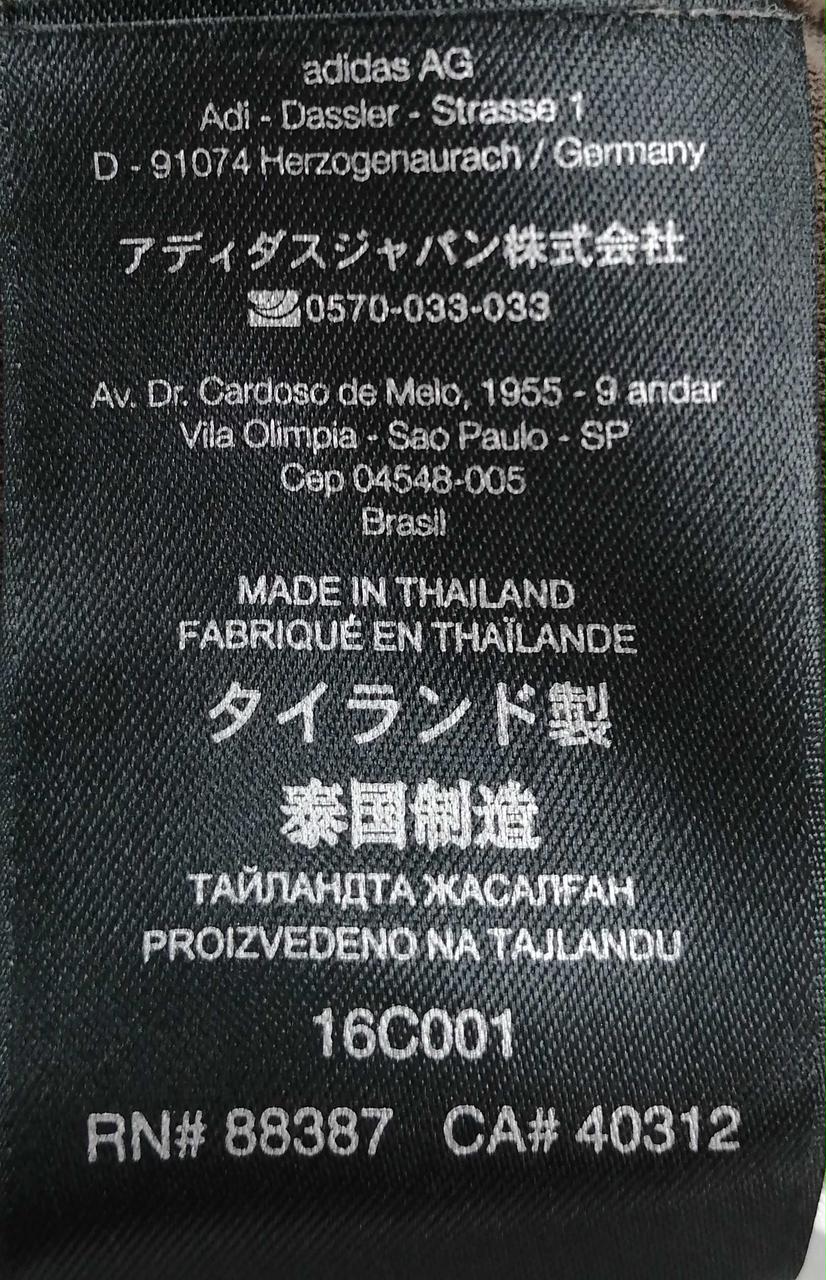 adidas AG
Adi - Dassler - Strasse 1
D - 91074 Herzogenaurach / Germany
アディダスジャパン株式会社
0570-033-033
Av. Dr. Cardoso de Melo, 1955 - 9 andar
Vila Olimpia - Sao Paulo - SP
Cep 04548-005
Brasil
MADE IN THAILAND
FABRIQUÉ EN THAÏLANDE
タイランド製
泰国制造
ТАЙЛАНДТА ЖАСАЛҒАН
PROIZVEDENO NA TAJLANDU
16C001
RN# 88387 CA# 40312